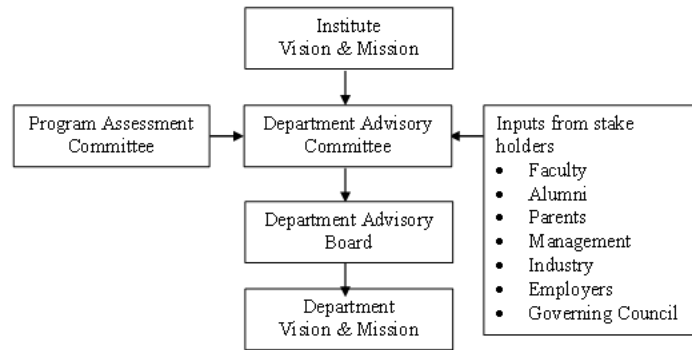 Institute
Vision & Mission
Program Assessment
Committee
Department Advisory
Committee
Inputs from stake
holders
• Faculty
• Alumni
• Parents
• Management
• Industry
• Employers
• Governing Council
Department Advisory
Board
Department
Vision & Mission